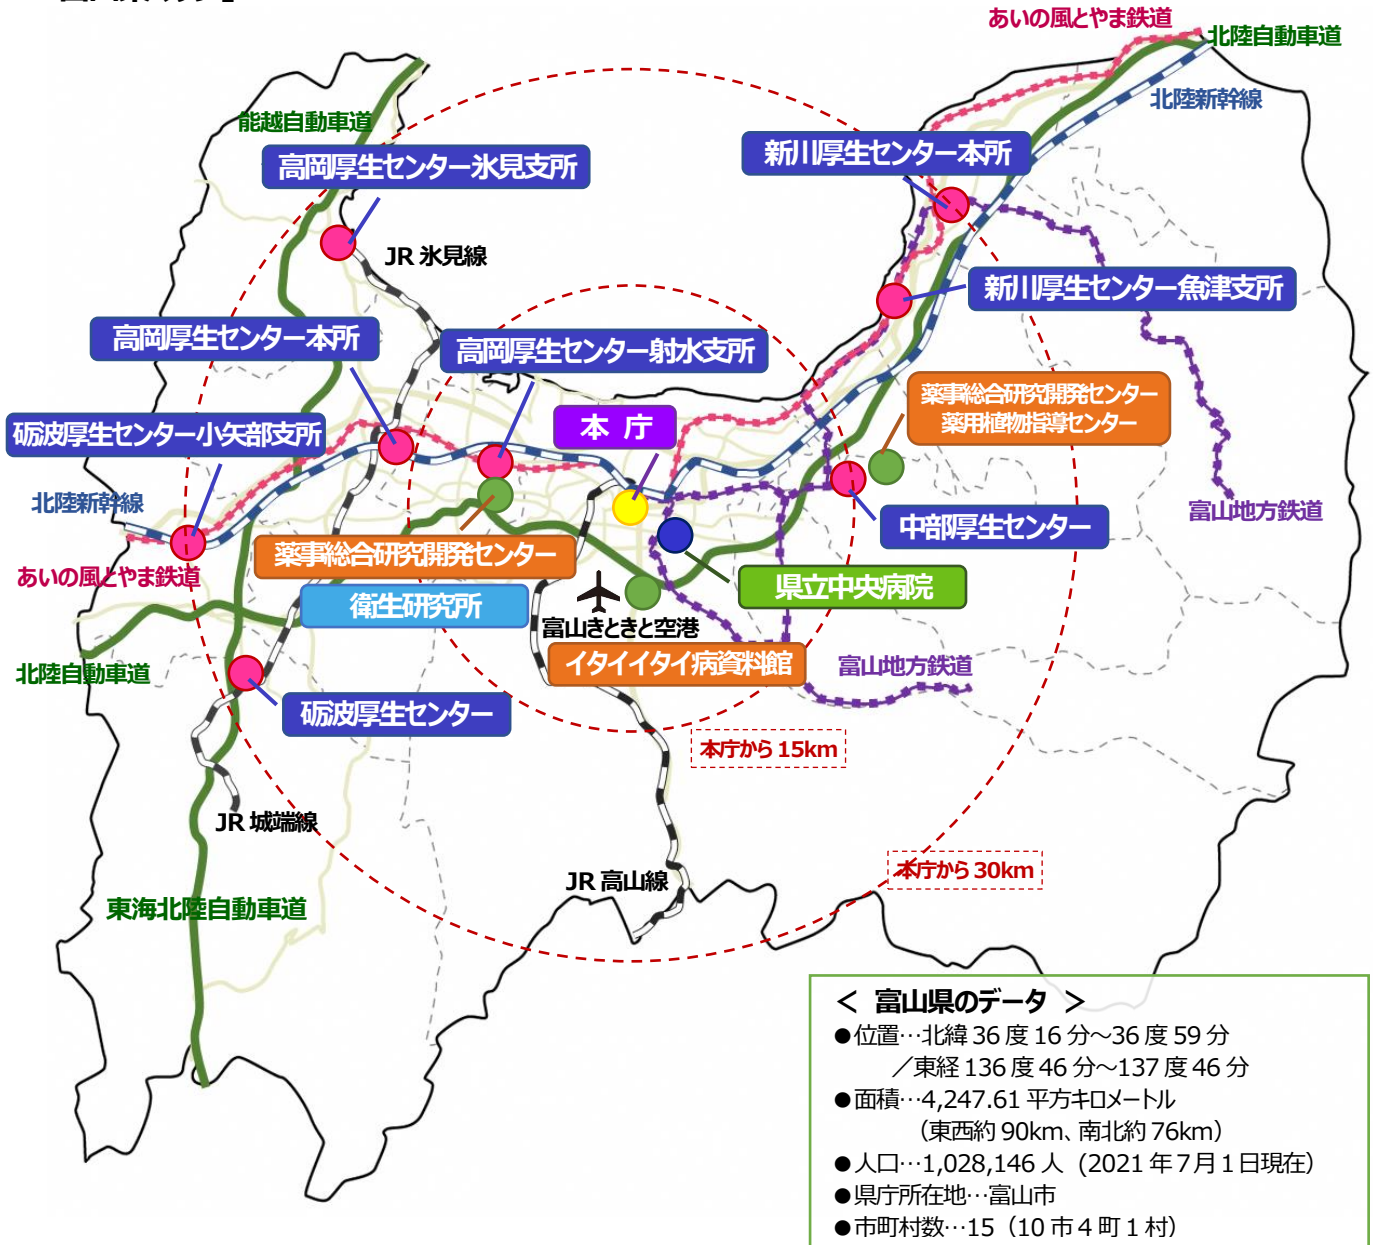 あいの風とやま鉄道
北陸自動車道
北陸新幹線
能越自動車道
高岡厚生センター氷見支所
新川厚生センター本所
JR 氷見線
新川厚生センター魚津支所
高岡厚生センター本所
高岡厚生センター射水支所
薬事総合研究開発センター
薬用植物指導センター
本 庁
砺波厚生センター小矢部支所
北陸新幹線
富山地方鉄道
中部厚生センター
薬事総合研究開発センター
あいの風とやま鉄道
県立中央病院
衛生研究所
富山きときと空港
イタイイタイ病資料館
富山地方鉄道
北陸自動車道
砺波厚生センター
本庁から 15km
JR 城端線
本庁から 30km
JR 高山線
東海北陸自動車道
＜ 富山県のデータ ＞
●位置…北緯 36 度 16 分～36 度 59 分
／東経 136 度 46 分～137 度 46 分
●面積…4,247.61 平方キロメートル
（東西約 90km、南北約 76km）
●人口…1,028,146 人 (2021 年 7 月 1 日現在)
●県庁所在地…富山市
●市町村数…15（10 市 4 町 1 村）